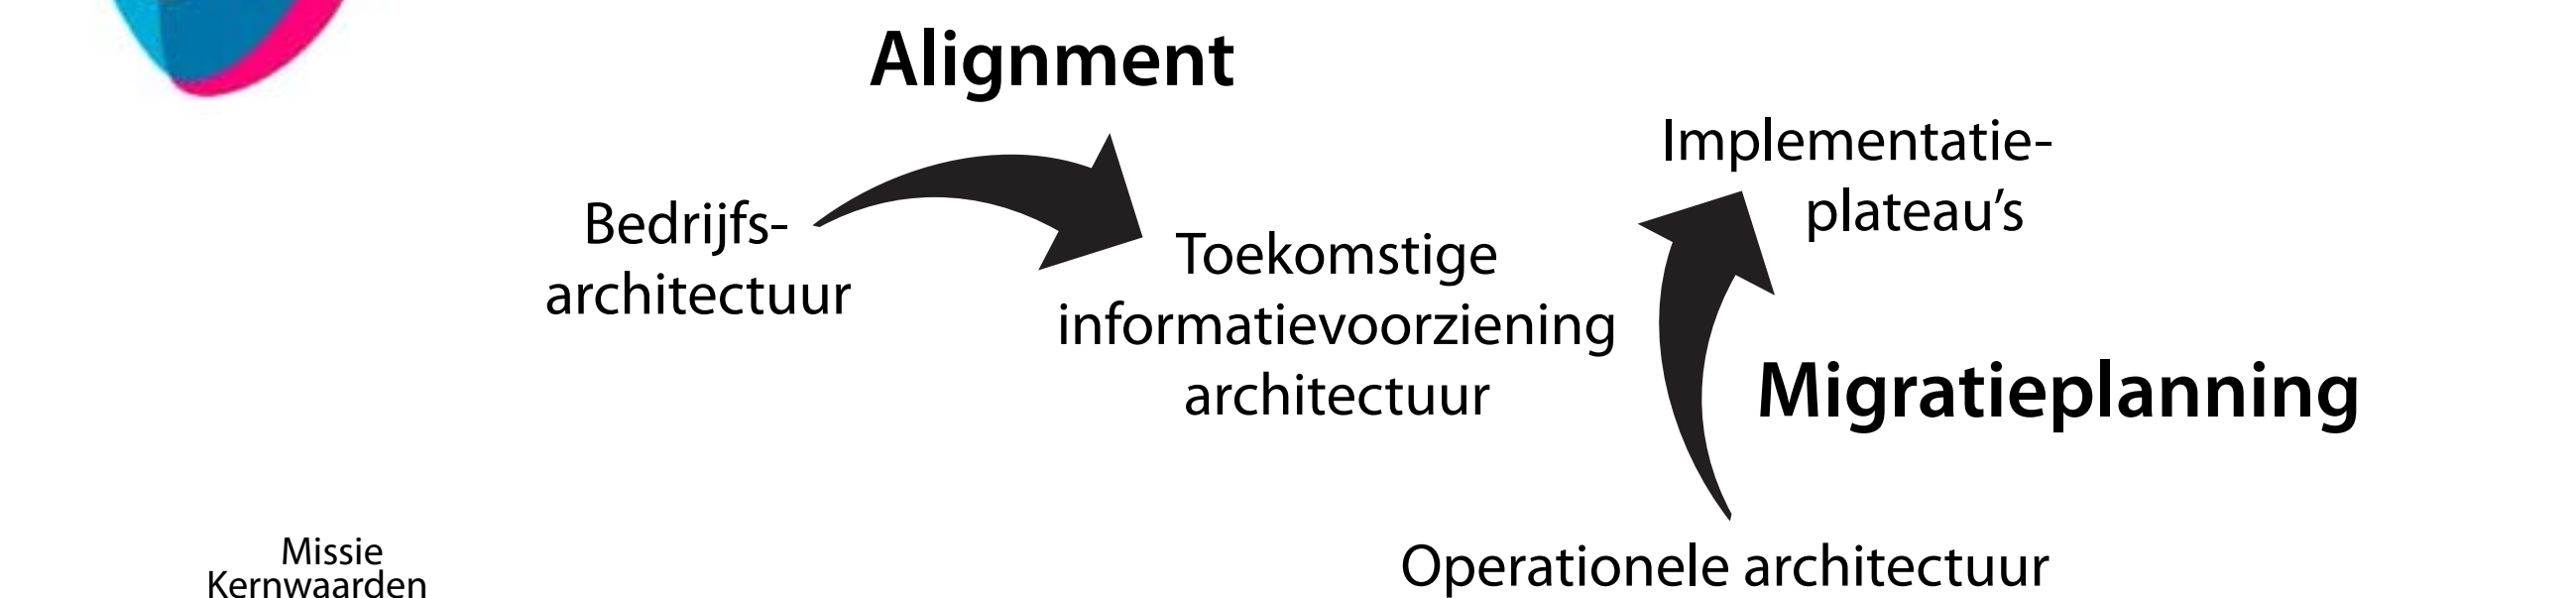 Alignment
Implementatie-
plateau's
Bedrijfs-
architectuur
Toekomstige
informatievoorziening
architectuur
Migratieplanning
Missie
Kernwaarden
Operationele architectuur